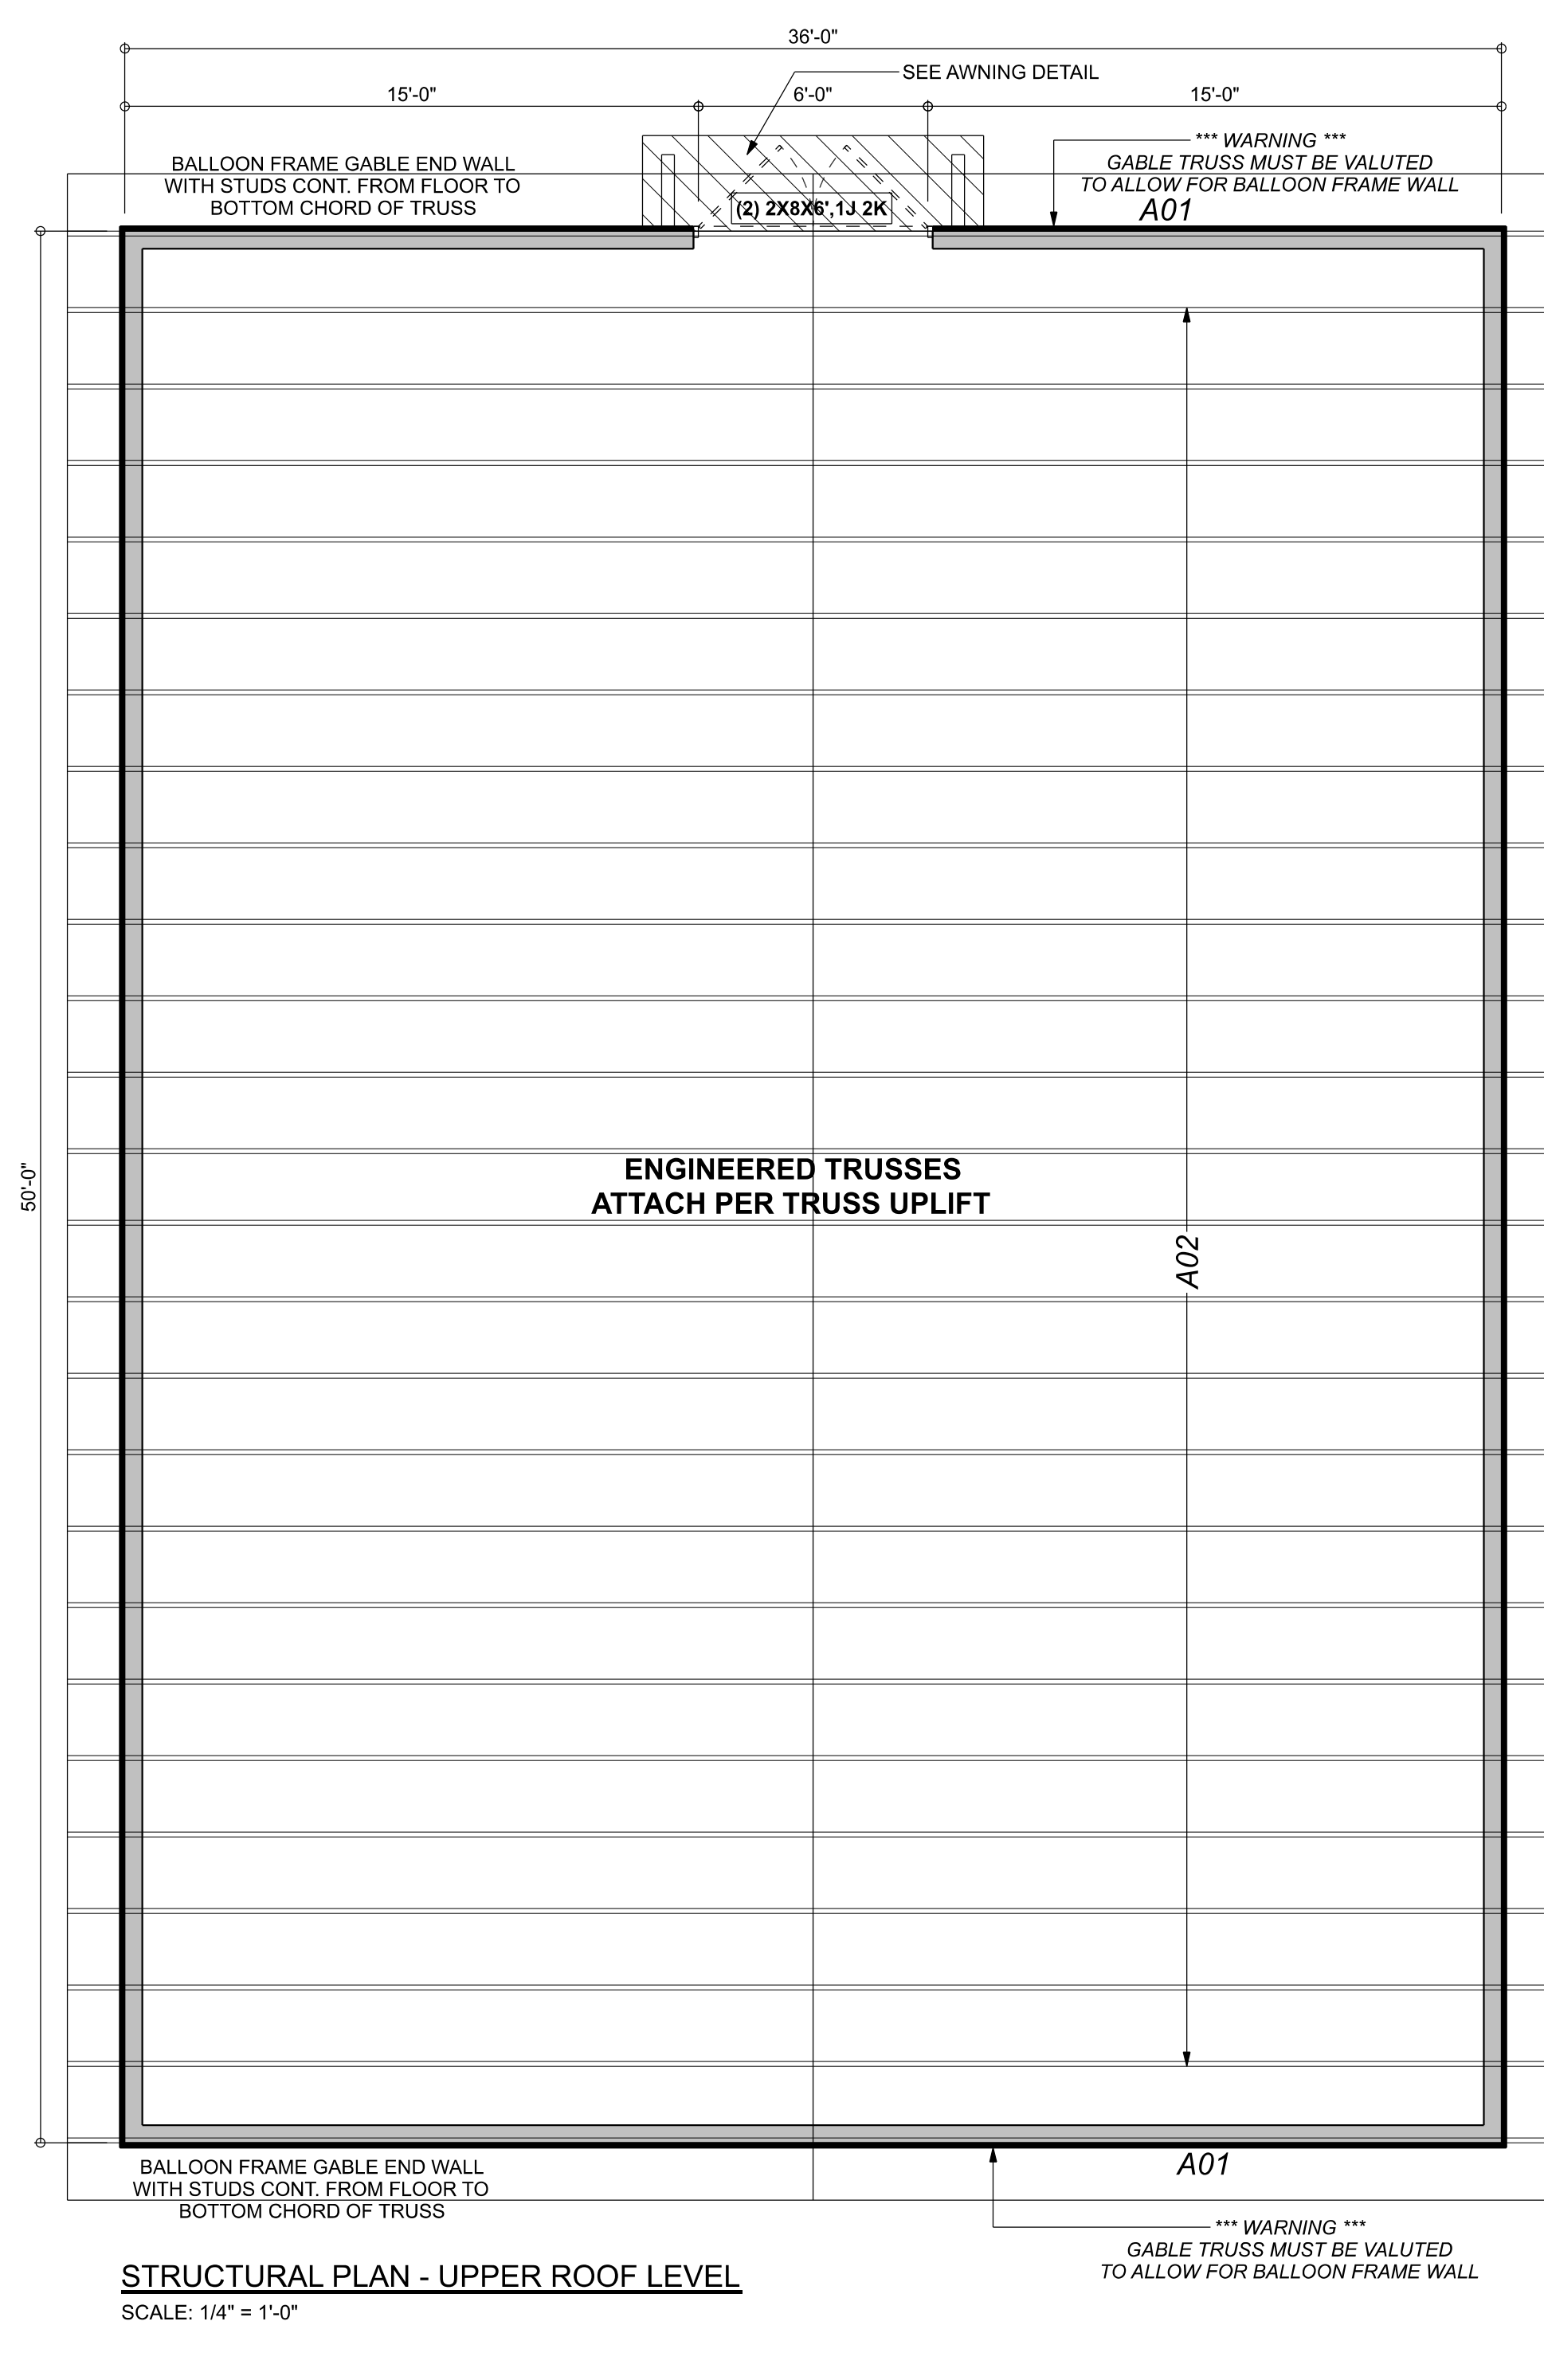 36'-0"
SEE AWNING DETAIL
15'-0"
6'-0"
15'-0"
*** WARNING ***
GABLE TRUSS MUST BE VALUTED
TO ALLOW FOR BALLOON FRAME WALL
A01
BALLOON FRAME GABLE END WALL
WITH STUDS CONT. FROM FLOOR TO
BOTTOM CHORD OF TRUSS
(2) 2X8X6',1J 2K
50'-0"
ENGINEERED TRUSSES
ATTACH PER TRUSS UPLIFT
A02
BALLOON FRAME GABLE END WALL
WITH STUDS CONT. FROM FLOOR TO
BOTTOM CHORD OF TRUSS
A01
*** WARNING ***
GABLE TRUSS MUST BE VALUTED
TO ALLOW FOR BALLOON FRAME WALL
STRUCTURAL PLAN - UPPER ROOF LEVEL
SCALE: 1/4" = 1'-0"